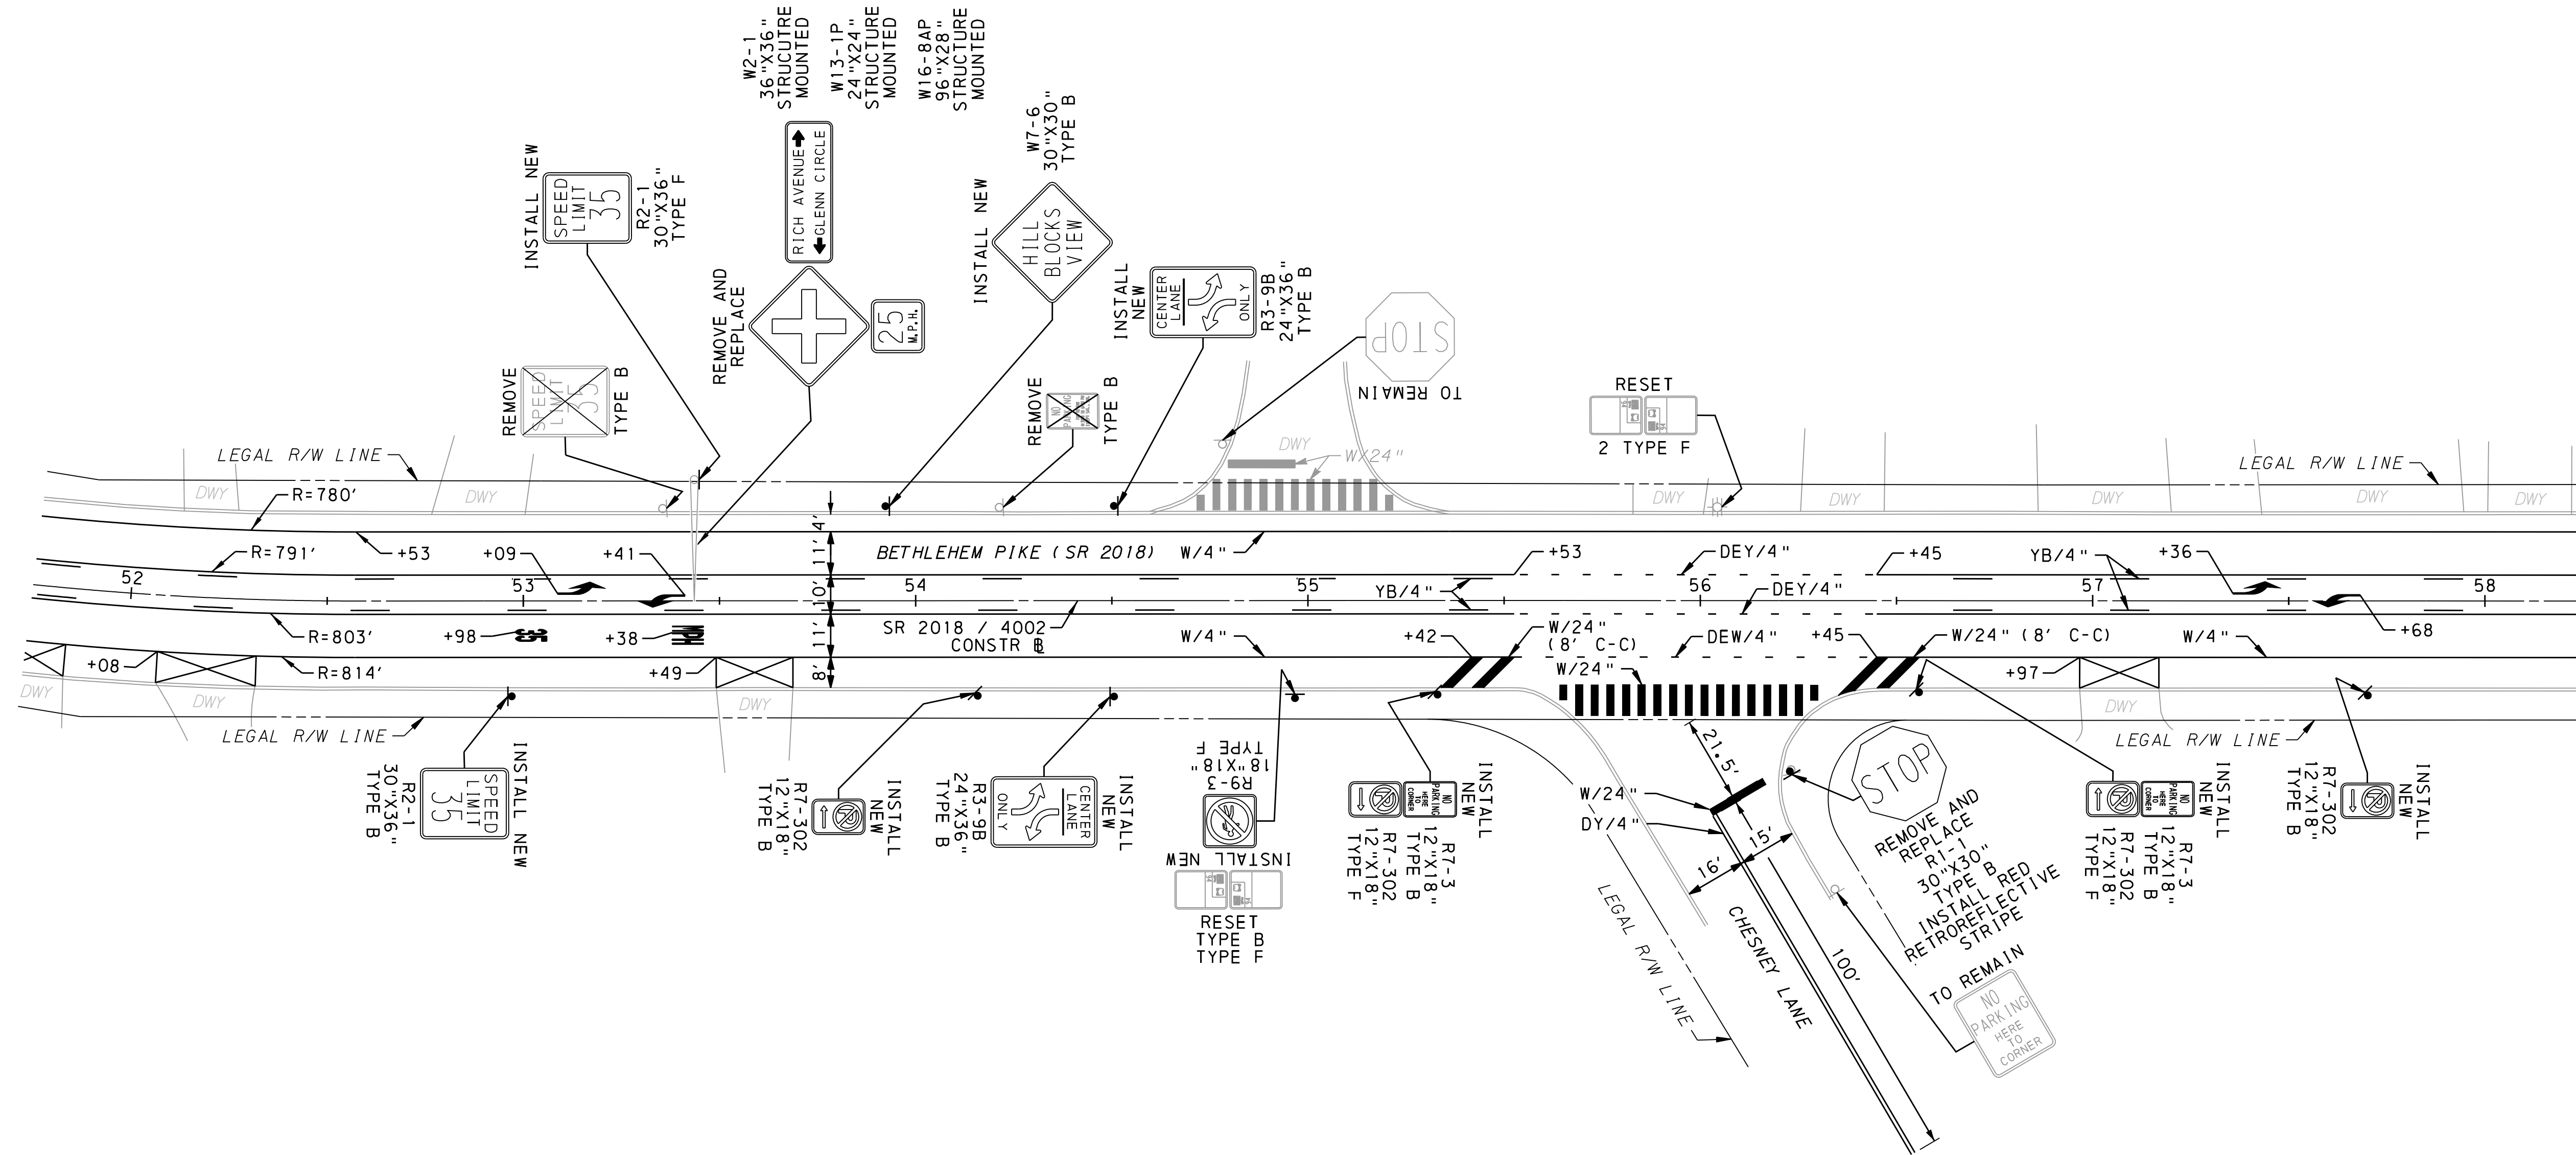 W2-1
36"X36"
STRUCUTRE
MOUNTED
W13-1P
24"X24"
STRUCTURE
MOUNTED
W16-8AP
96"X28"
STRUCTURE
MOUNTED
INSTALL NEW
SPEED
LIMIT
35
R2-1
30"X36"
TYPE F
REMOVE AND
REPLACE
RICH AVENUE
GLENN CIRCLE
25
M.P.H.
INSTALL NEW
HILL
BLOCKS
VIEW
W7-6
30"X30"
TYPE B
INSTALL
NEW
CENTER
LANE
ONLY
R3-9B
24"X36"
TYPE B
STOP
TO REMAIN
REMOVE
SPEED
LIMIT
35
TYPE B
REMOVE
NO
PARKING
TYPE B
RESET
2 TYPE F
LEGAL R/W LINE
LEGAL R/W LINE
DWY
DWY
DWY
W/24"
DWY
DWY
DWY
DWY
DWY
R=780'
R=791'
+53
+09
+41
4'
11'
10'
11'
8'
BETHLEHEM PIKE (SR 2018)
W/4"
+53
DEY/4"
+45
YB/4"
+36
52
53
54
55
56
57
58
YB/4"
DEY/4"
R=803'
+98
35
+38
MPH
SR 2018 / 4002
CONSTR BL
W/4"
+42
W/24"
(8' C-C)
DEW/4"
+45
W/24" (8' C-C)
W/4"
+68
+08
R=814'
+49
W/24"
+97
DWY
DWY
DWY
DWY
LEGAL R/W LINE
LEGAL R/W LINE
INSTALL NEW
SPEED
LIMIT
35
R2-1
30"X36"
TYPE B
INSTALL
NEW
R7-302
12"X18"
TYPE B
INSTALL
NEW
CENTER
LANE
ONLY
R3-9B
24"X36"
TYPE B
R9-3
18"X18"
TYPE F
INSTALL NEW
RESET
TYPE B
TYPE F
INSTALL
NEW
NO
PARKING
HERE
TO
CORNER
R7-3
12"X18"
TYPE B
R7-302
12"X18"
TYPE F
21.5'
W/24"
DY/4"
15'
16'
100'
CHESNEY LANE
LEGAL R/W LINE
STOP
REMOVE AND
REPLACE
R1-1
30"X30"
TYPE B
INSTALL RED
RETROREFLECTIVE
STRIPE
TO REMAIN
NO
PARKING
HERE
TO
CORNER
INSTALL
NEW
NO
PARKING
HERE
TO
CORNER
R7-3
12"X18"
TYPE B
R7-302
12"X18"
TYPE F
INSTALL
NEW
R7-302
12"X18"
TYPE B